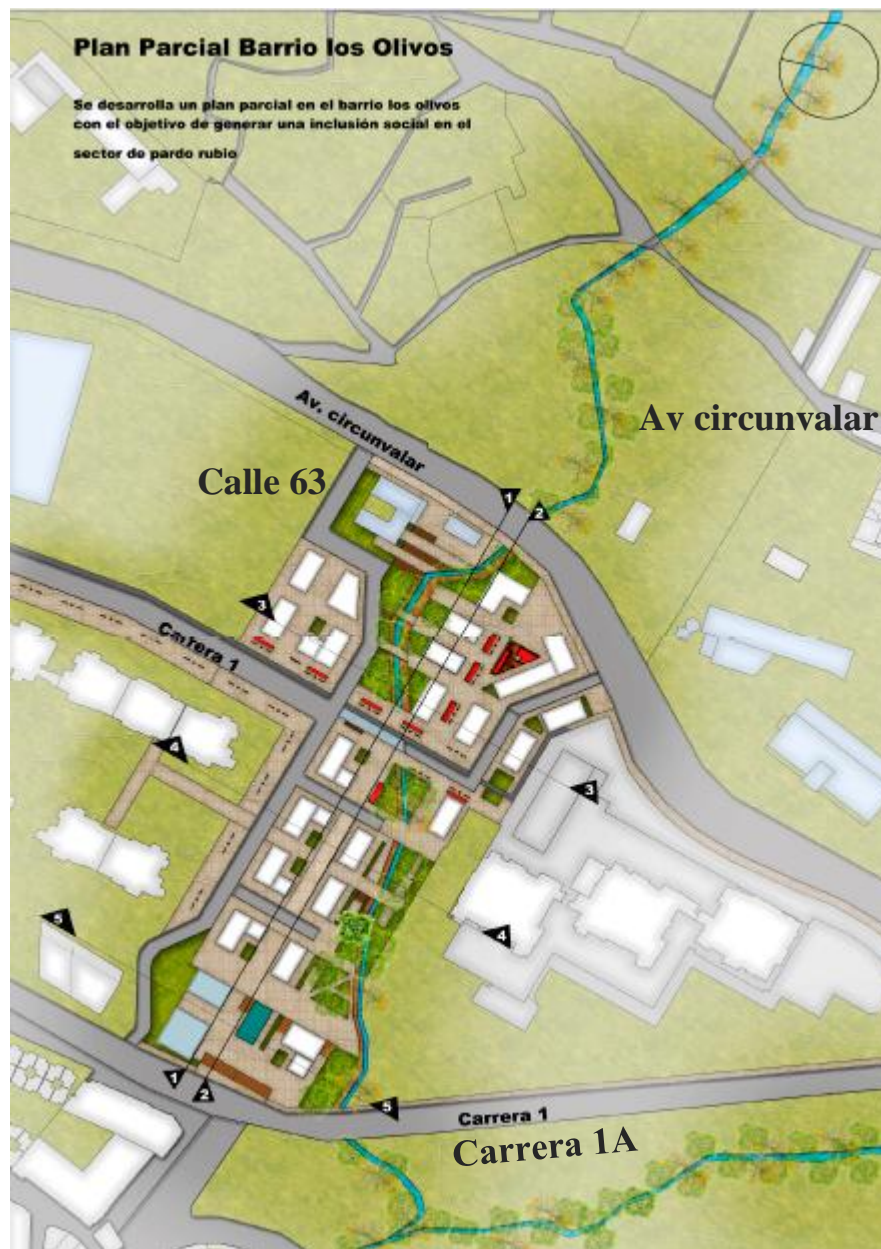 Plan Parcial Barrio los Olivos
Se desarrolla un plan parcial en el barrio los olivos
con el objetivo de generar una inclusión social en el
sector de pardo rubio
Av. circunvalar
Av circunvalar
Calle 63
1
2
3
Carrera 1
4
3
5
4
1
2
5
Carrera 1
Carrera 1A